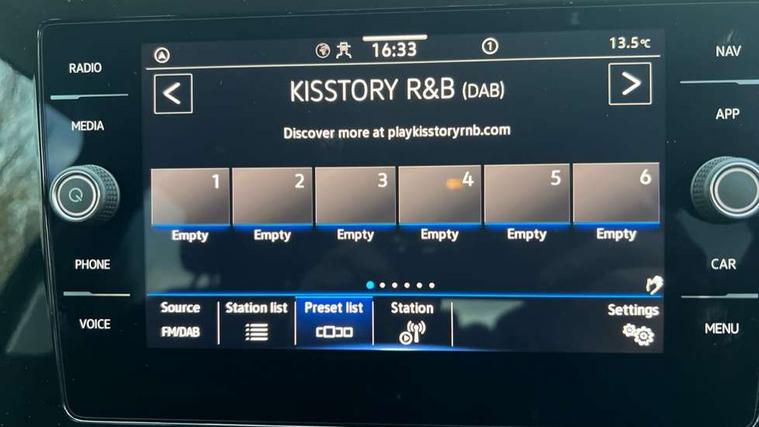 RADIO
MEDIA
PHONE
VOICE
NAV
APP
CAR
MENU
16:33
1
13.5°C
KISSTORY R&B (DAB)
Discover more at playkisstoryrnb.com
1 2 3 4 5 6
Empty Empty Empty Empty Empty Empty
Source Station list Preset list Station Settings
FM/DAB